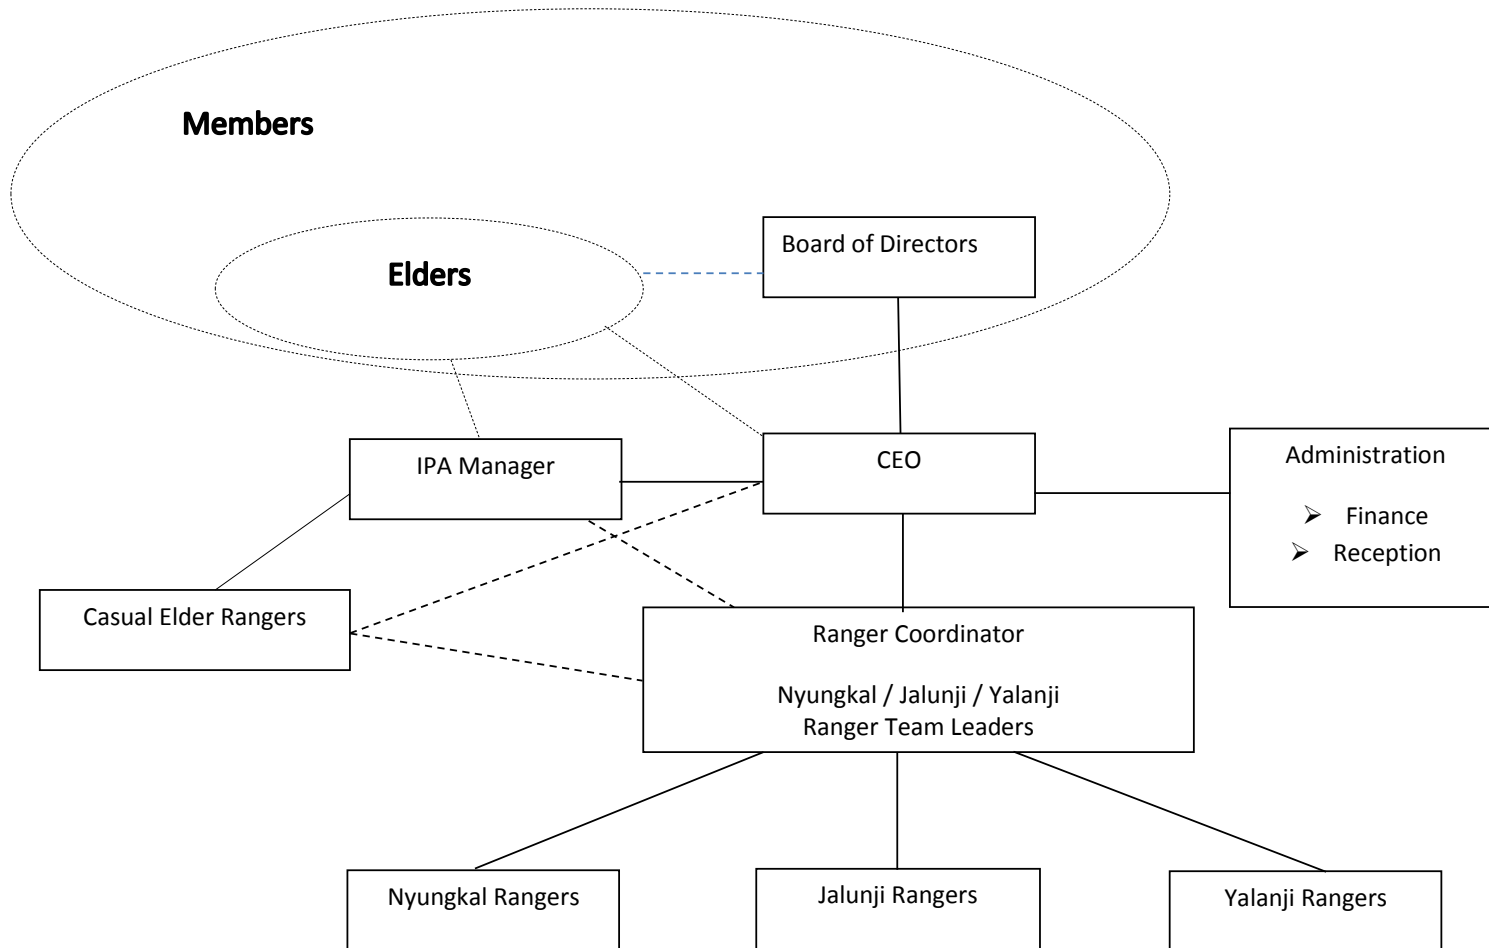 Members
Elders
Board of Directors
IPA Manager
CEO
Administration
➢ Finance
➢ Reception
Casual Elder Rangers
Ranger Coordinator
Nyungkal / Jalunji / Yalanji
Ranger Team Leaders
Nyungkal Rangers
Jalunji Rangers
Yalanji Rangers